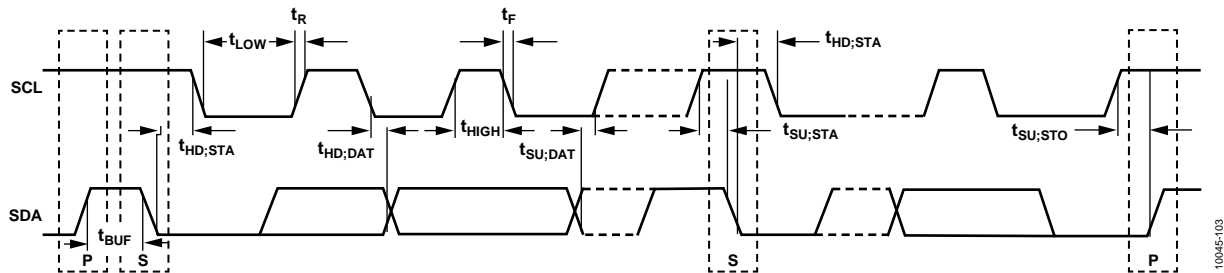 tR
tF
tLOW
tHD;STA
SCL
tHD;STA
tHD;DAT
tHIGH
tSU;DAT
tSU;STA
tSU;STO
SDA
tBUF
P
S
S
P
10045-103